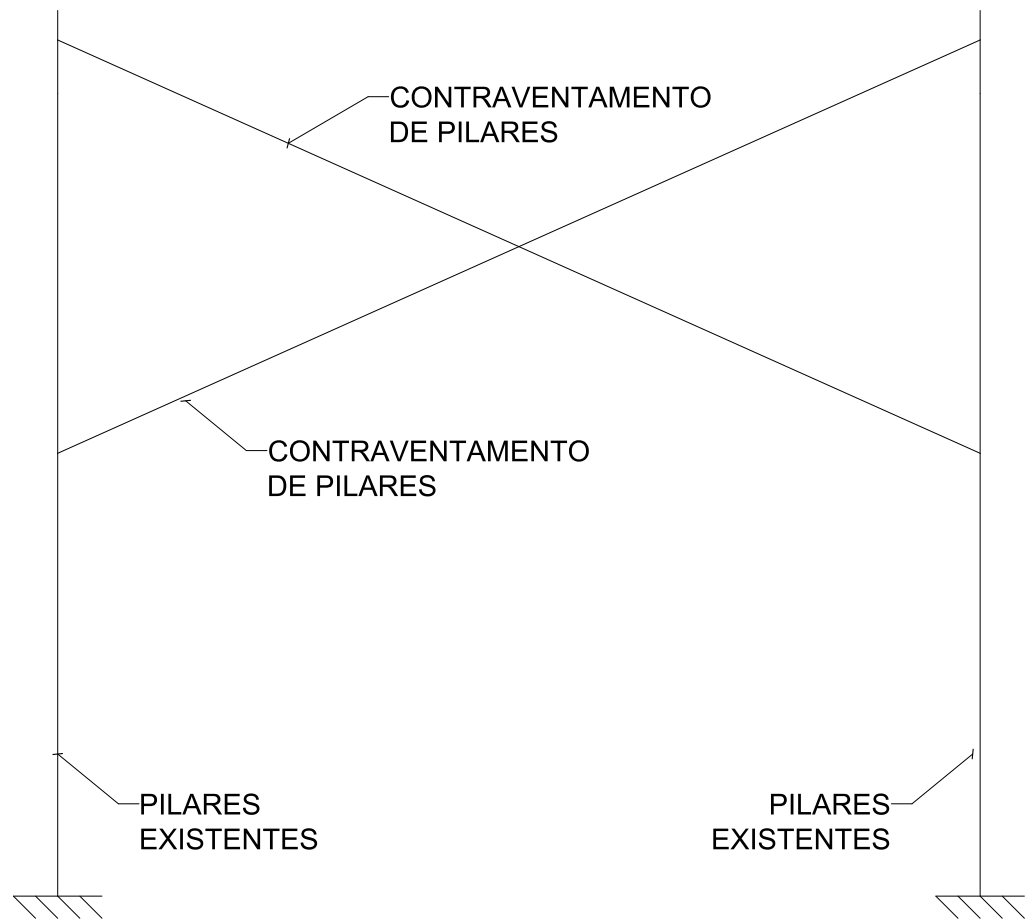 CONTRAVENTAMENTO
DE PILARES
CONTRAVENTAMENTO
DE PILARES
PILARES
EXISTENTES
PILARES
EXISTENTES